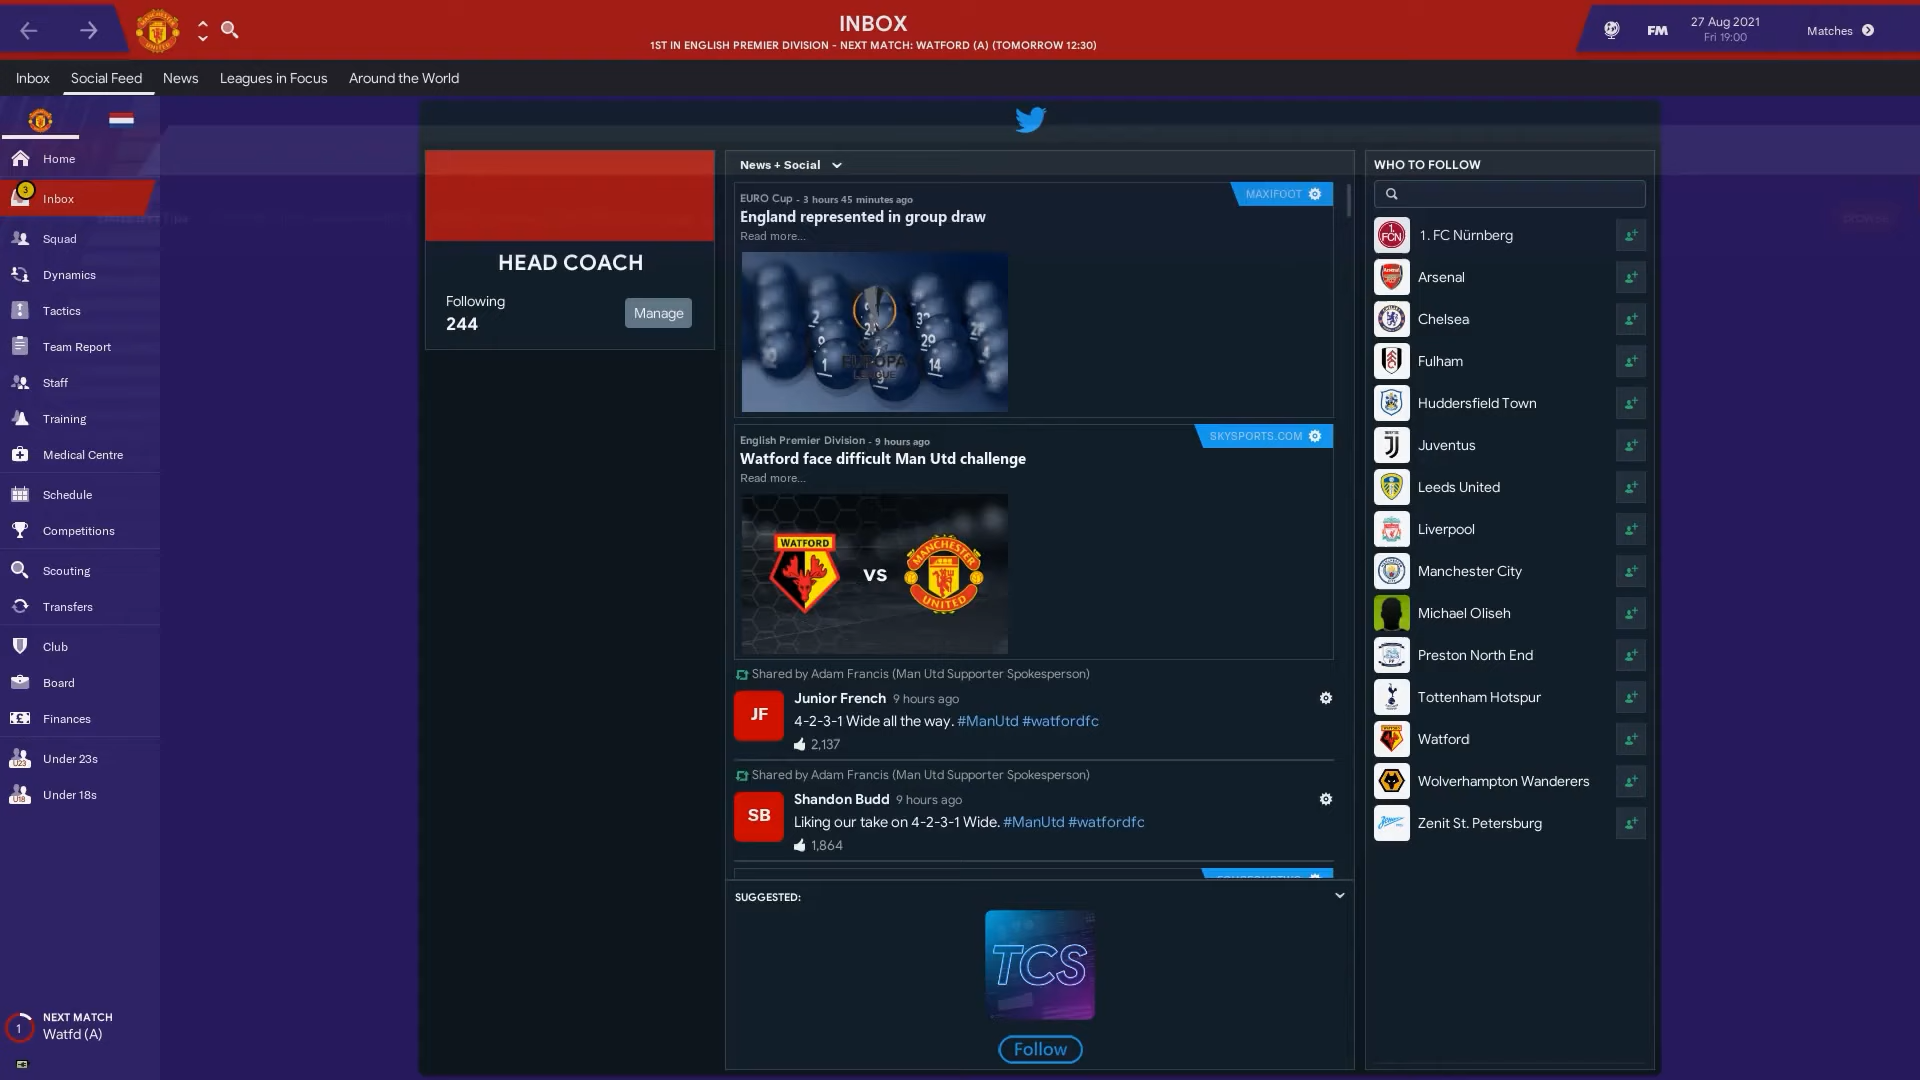 INBOX
1ST IN ENGLISH PREMIER DIVISION - NEXT MATCH: WATFORD (A) (TOMORROW 12:30)
FM
27 Aug 2021
Fri 19:00
Matches
Inbox
Social Feed
News
Leagues in Focus
Around the World
Home
3
Inbox
Squad
Dynamics
Tactics
Team Report
Staff
Training
Medical Centre
Schedule
Competitions
Scouting
Transfers
Club
Board
Finances
U23
Under 23s
U18
Under 18s
1
NEXT MATCH
Watfd (A)
HEAD COACH
Following
244
Manage
News + Social
MAXIFOOT
EURO Cup - 3 hours 45 minutes ago
England represented in group draw
Read more...
EUROPA
LEAGUE
SKYSPORTS.COM
English Premier Division - 9 hours ago
Watford face difficult Man Utd challenge
Read more...
WATFORD
VS
MANCHESTER
UNITED
Shared by Adam Francis (Man Utd Supporter Spokesperson)
JF
Junior French 9 hours ago
4-2-3-1 Wide all the way. #ManUtd #watfordfc
2,137
Shared by Adam Francis (Man Utd Supporter Spokesperson)
SB
Shandon Budd 9 hours ago
Liking our take on 4-2-3-1 Wide. #ManUtd #watfordfc
1,864
SUGGESTED:
TCS
Follow
WHO TO FOLLOW
1. FC Nürnberg
Arsenal
Chelsea
Fulham
Huddersfield Town
Juventus
Leeds United
Liverpool
Manchester City
Michael Oliseh
Preston North End
Tottenham Hotspur
Watford
Wolverhampton Wanderers
Zenit St. Petersburg